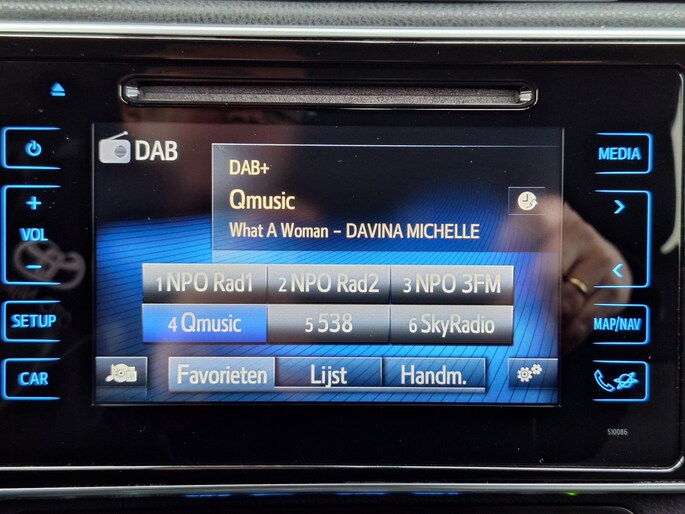 DAB
DAB+
Qmusic
What A Woman - DAVINA MICHELLE
1 NPO Rad1
2 NPO Rad2
3 NPO 3FM
4 Qmusic
5 538
6 SkyRadio
Favorieten
Lijst
Handm.
+
VOL
-
SETUP
CAR
MEDIA
>
<
MAP/NAV
510086